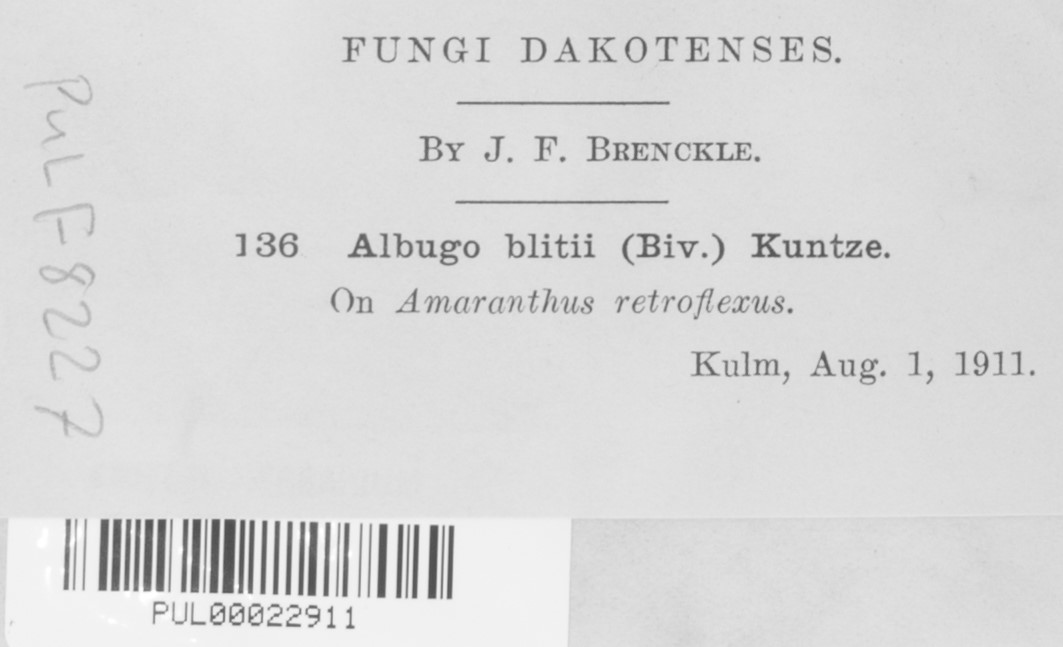 FUNGI DAKOTENSES.
BY J. F. BRENCKLE.
136 Albugo blitii (Biv.) Kuntze.
On Amaranthus retroflexus.
Kulm, Aug. 1, 1911.
PUL F8227
PUL00022911